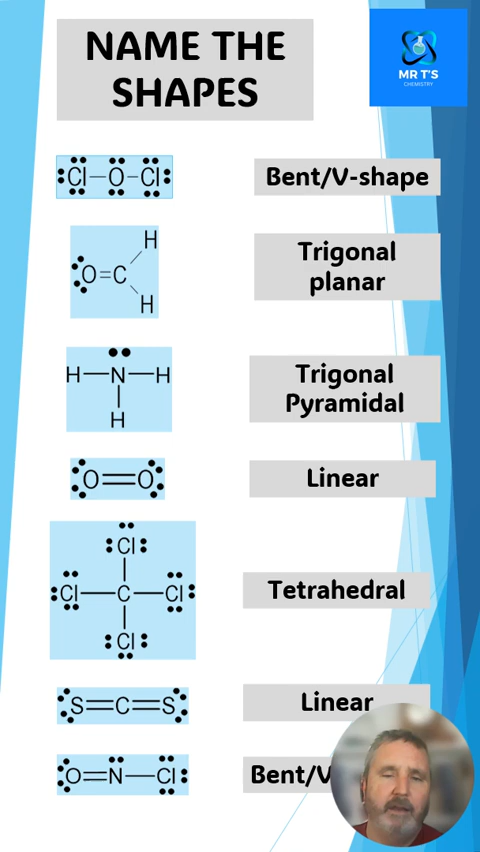 NAME THE
SHAPES
MR T'S
CHEMISTRY
Cl-O-Cl
Bent/V-shape
H
O=C
H
Trigonal
planar
H-N-H
H
Trigonal
Pyramidal
O=O
Linear
Cl
Cl-C-Cl
Cl
Tetrahedral
S=C=S
Linear
O=N-Cl
Bent/V